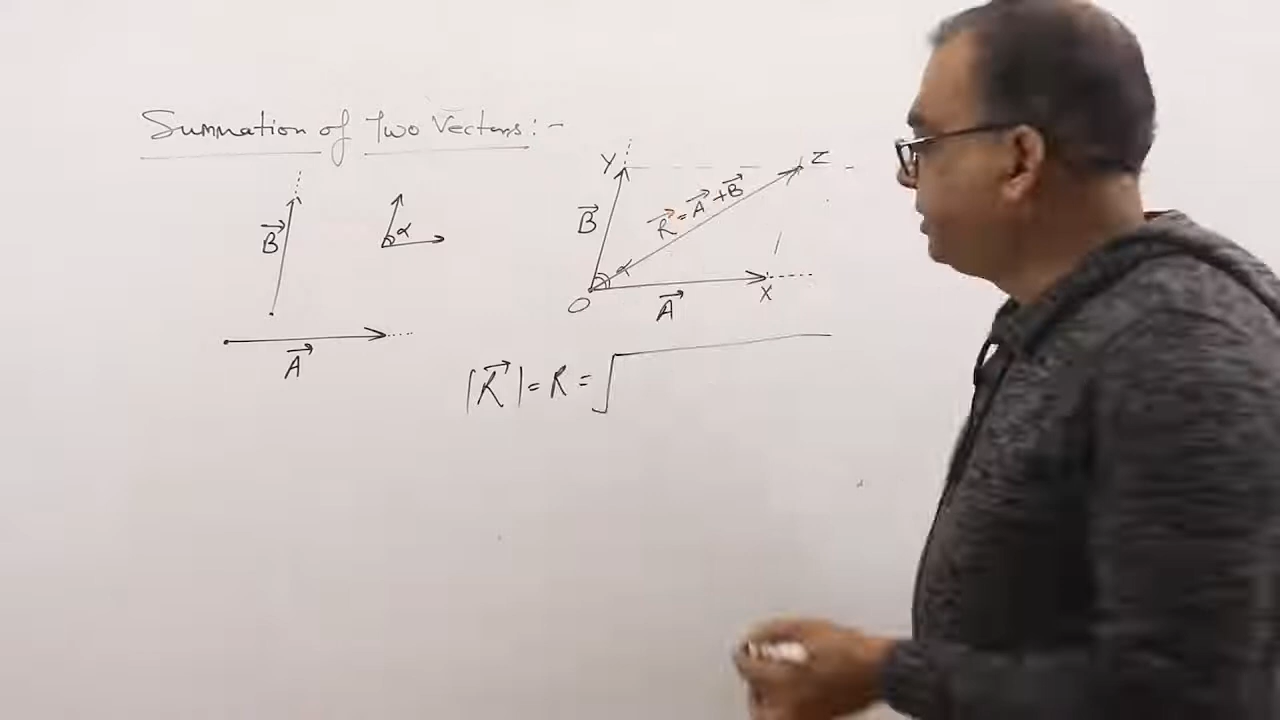 Summation of Two Vectors:-
B⃗
α
A⃗
Y
Z
B⃗
R⃗ = A⃗ + B⃗
α
O
A⃗
X
|R⃗| = R = √